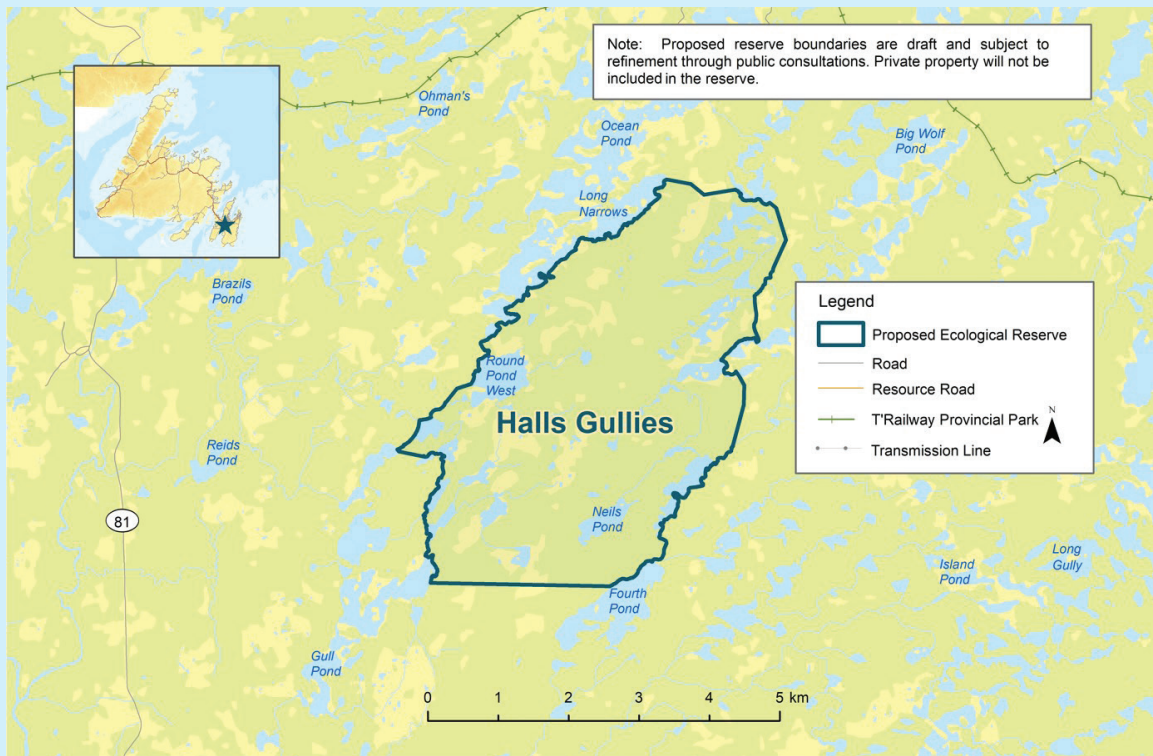 Note: Proposed reserve boundaries are draft and subject to
refinement through public consultations. Private property will not be
included in the reserve.
Ohman's
Pond
Ocean
Pond
Big Wolf
Pond
Long
Narrows
Brazils
Pond
Legend
Proposed Ecological Reserve
Road
Resource Road
T'Railway Provincial Park
N
Transmission Line
Round
Pond
West
Halls Gullies
Reids
Pond
81
Neils
Pond
Island
Pond
Long
Gully
Fourth
Pond
Gull
Pond
0 1 2 3 4 5 km